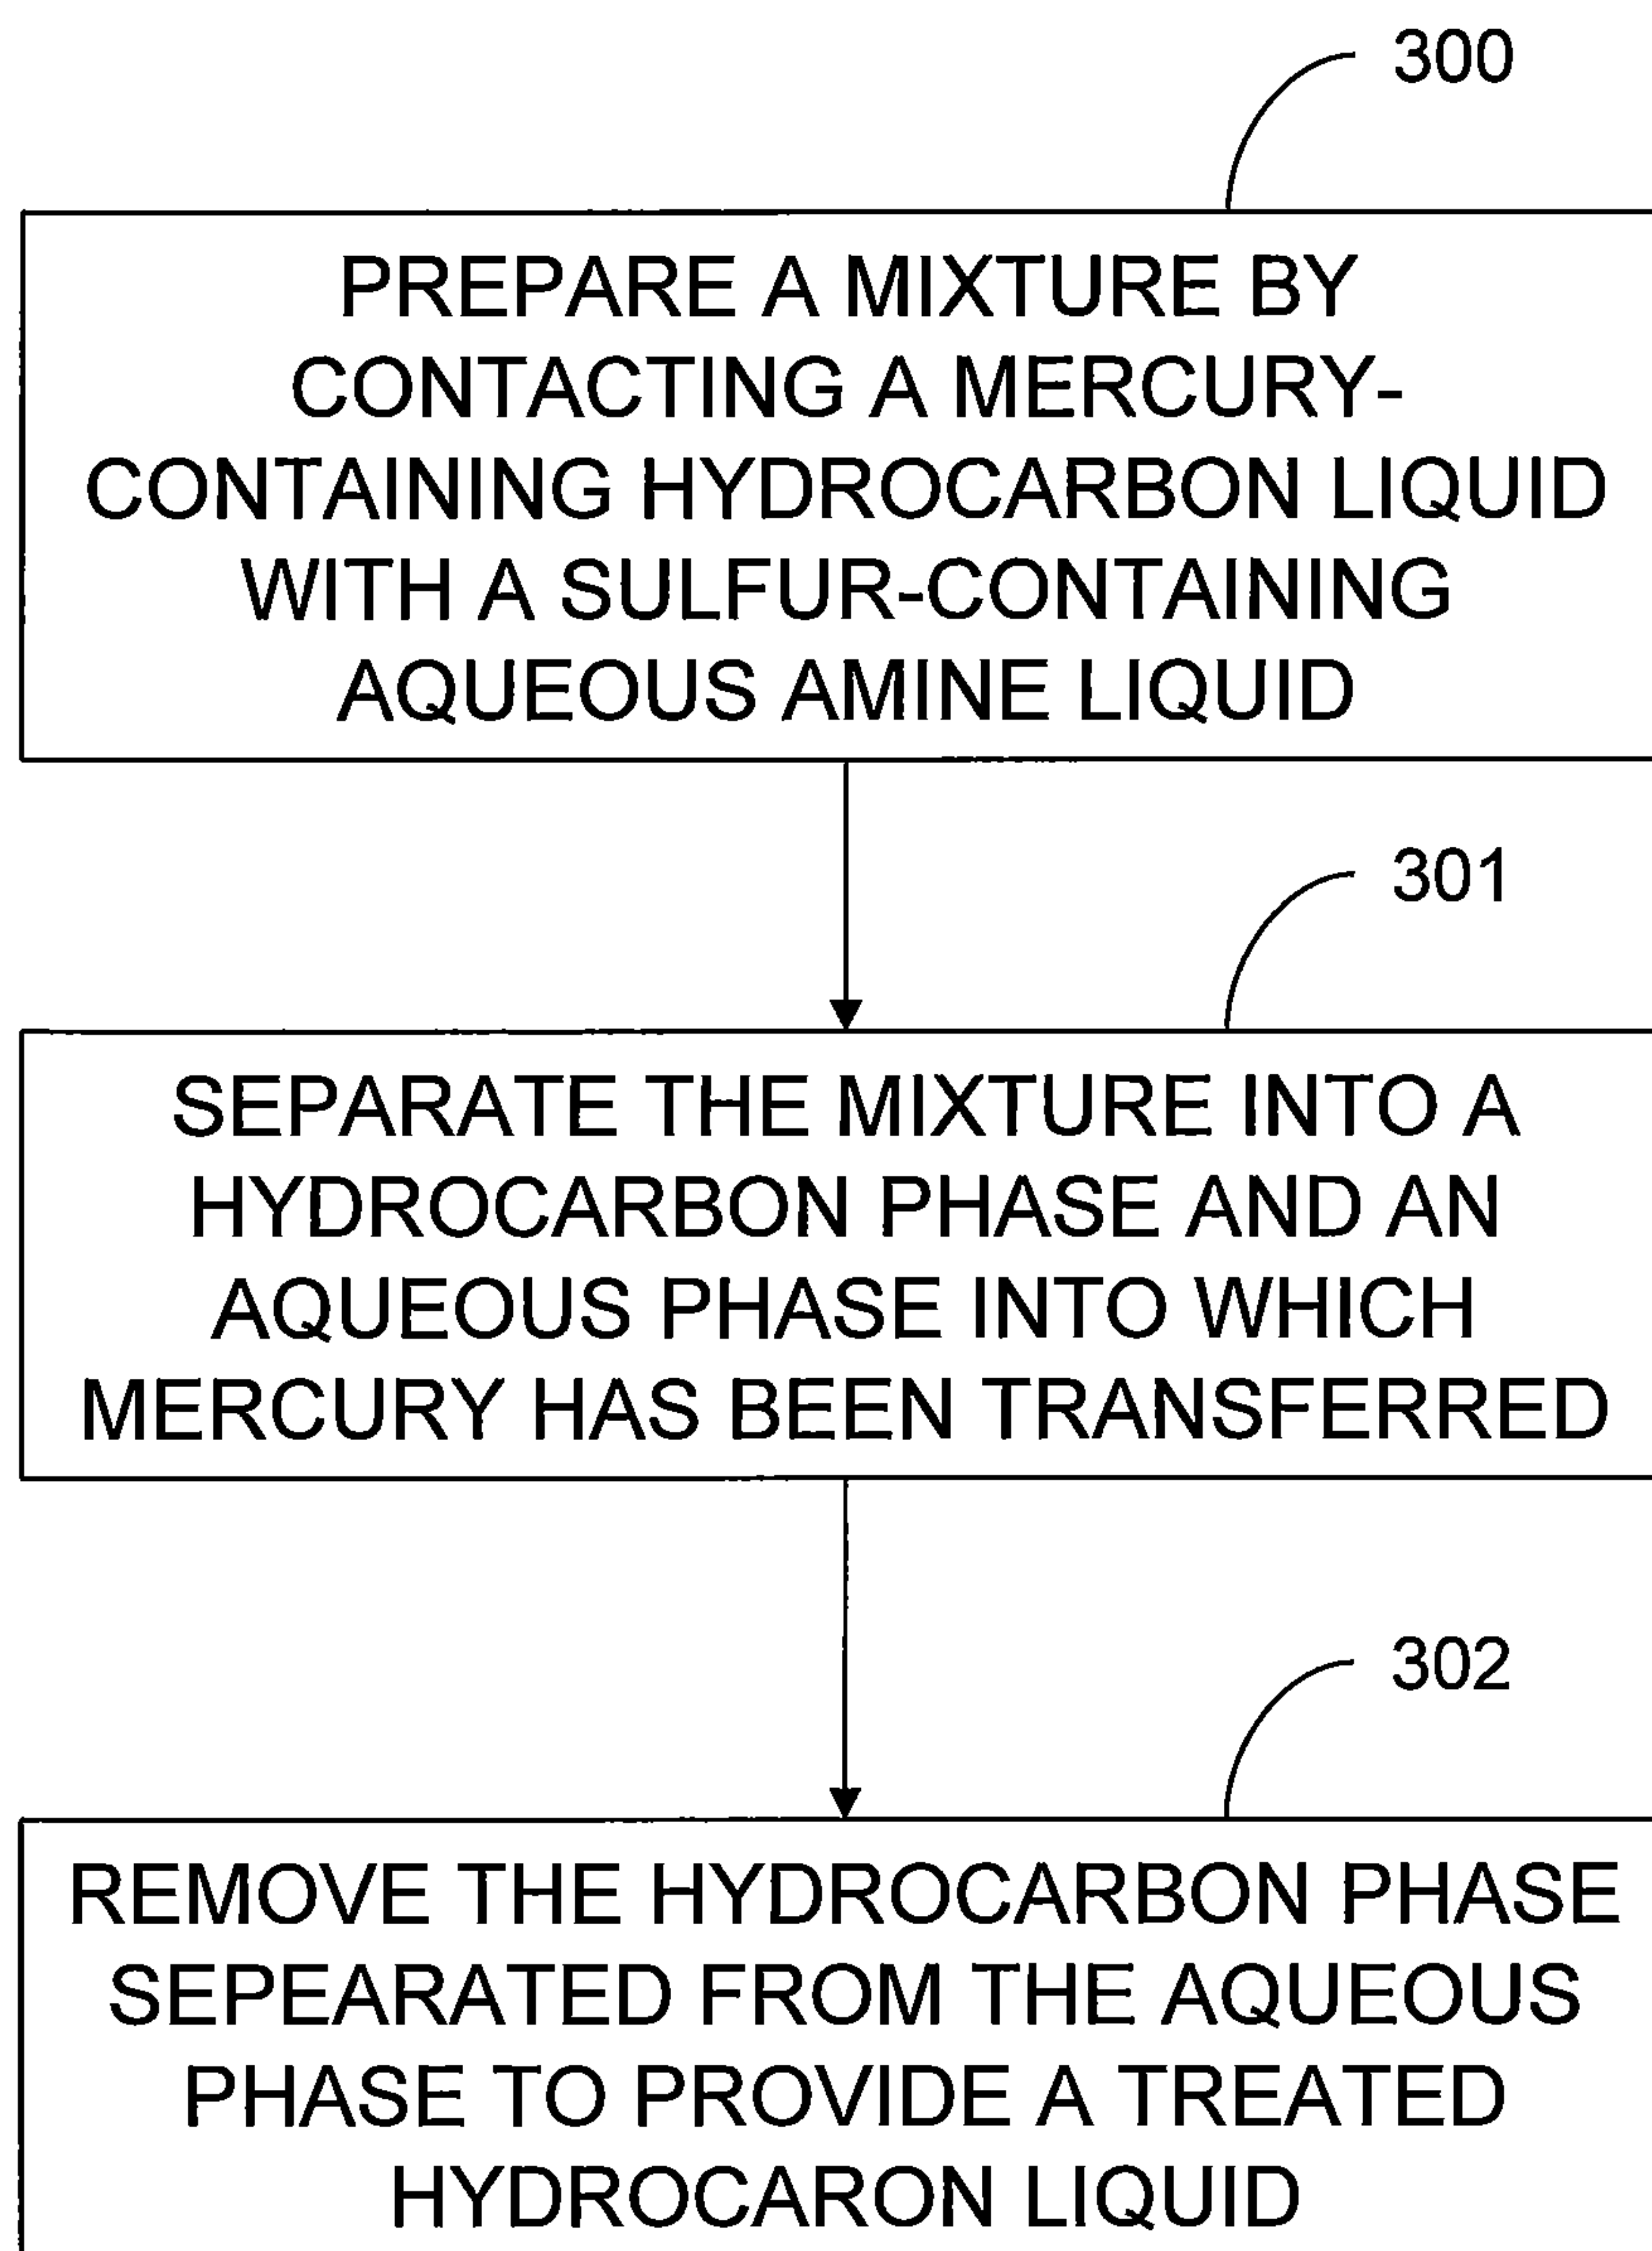 300
PREPARE A MIXTURE BY
CONTACTING A MERCURY-
CONTAINING HYDROCARBON LIQUID
WITH A SULFUR-CONTAINING
AQUEOUS AMINE LIQUID
301
SEPARATE THE MIXTURE INTO A
HYDROCARBON PHASE AND AN
AQUEOUS PHASE INTO WHICH
MERCURY HAS BEEN TRANSFERRED
302
REMOVE THE HYDROCARBON PHASE
SEPEARATED FROM THE AQUEOUS
PHASE TO PROVIDE A TREATED
HYDROCARON LIQUID